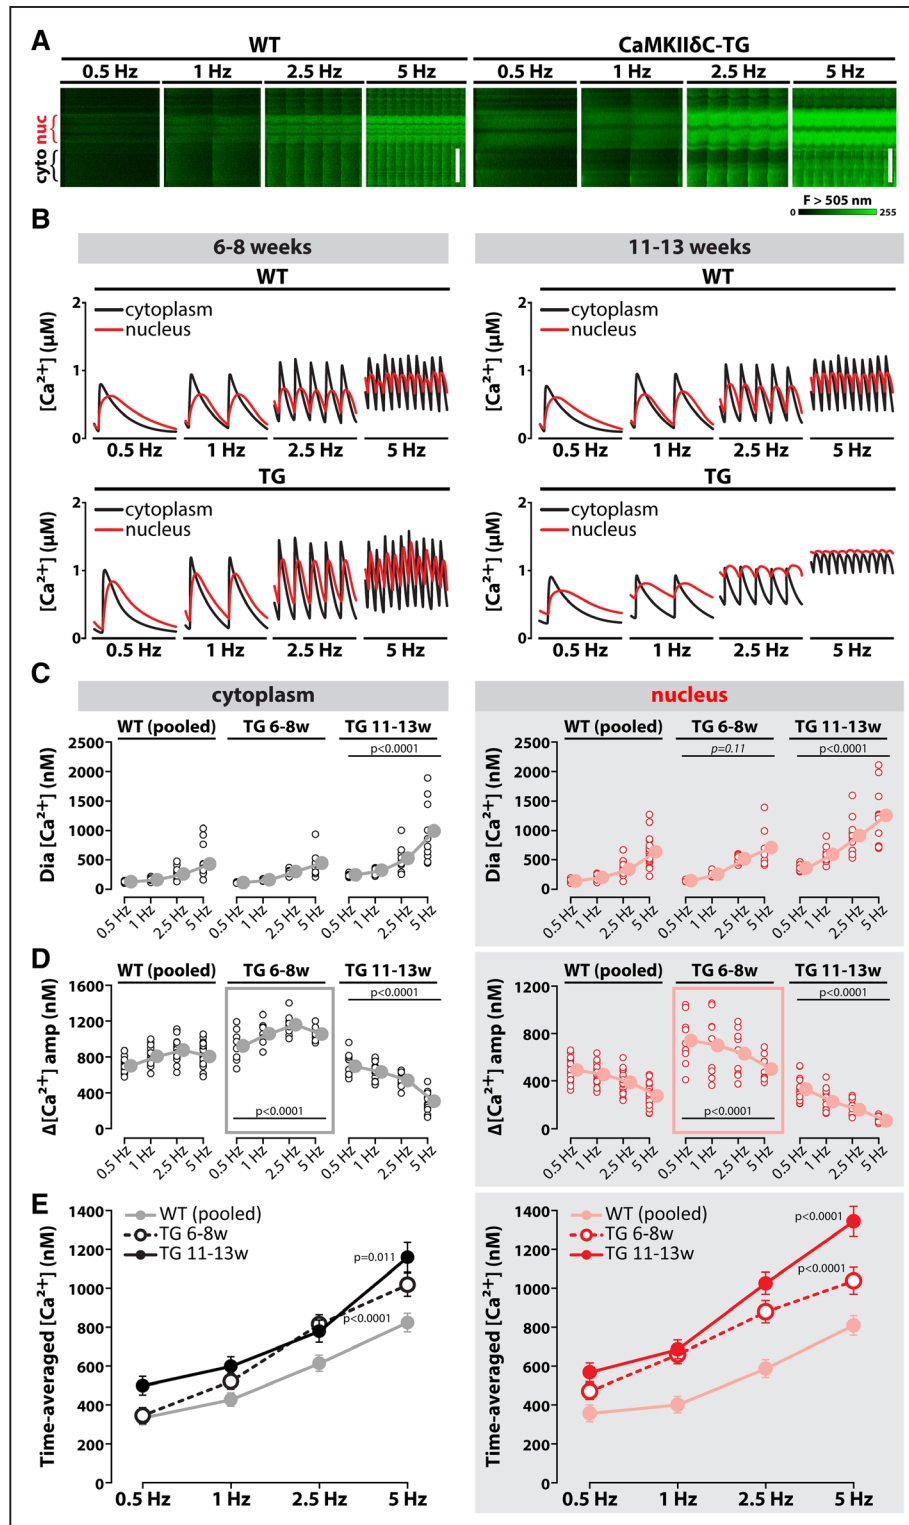 A
WT
CaMKIIδC-TG
0.5 Hz 1 Hz 2.5 Hz 5 Hz 0.5 Hz 1 Hz 2.5 Hz 5 Hz
cyto nuc
F > 505 nm
0 255
B
6-8 weeks
11-13 weeks
WT
WT
2
cytoplasm
nucleus
[Ca²⁺] (μM)
1
0
0.5 Hz 1 Hz 2.5 Hz 5 Hz
2
cytoplasm
nucleus
[Ca²⁺] (μM)
1
0
0.5 Hz 1 Hz 2.5 Hz 5 Hz
TG
TG
2
cytoplasm
nucleus
[Ca²⁺] (μM)
1
0
0.5 Hz 1 Hz 2.5 Hz 5 Hz
2
cytoplasm
nucleus
[Ca²⁺] (μM)
1
0
0.5 Hz 1 Hz 2.5 Hz 5 Hz
C
cytoplasm
nucleus
WT (pooled) TG 6-8w TG 11-13w
p<0.0001
Dia [Ca²⁺] (nM)
2500
2000
1500
1000
500
0
0.5 Hz 1 Hz 2.5 Hz 5 Hz 0.5 Hz 1 Hz 2.5 Hz 5 Hz 0.5 Hz 1 Hz 2.5 Hz 5 Hz
WT (pooled) TG 6-8w TG 11-13w
p=0.11 p<0.0001
Dia [Ca²⁺] (nM)
2500
2000
1500
1000
500
0
0.5 Hz 1 Hz 2.5 Hz 5 Hz 0.5 Hz 1 Hz 2.5 Hz 5 Hz 0.5 Hz 1 Hz 2.5 Hz 5 Hz
D
WT (pooled) TG 6-8w TG 11-13w
p<0.0001
Δ[Ca²⁺] amp (nM)
1600
1200
800
400
0
p<0.0001
0.5 Hz 1 Hz 2.5 Hz 5 Hz 0.5 Hz 1 Hz 2.5 Hz 5 Hz 0.5 Hz 1 Hz 2.5 Hz 5 Hz
WT (pooled) TG 6-8w TG 11-13w
p<0.0001
Δ[Ca²⁺] amp (nM)
1200
800
400
0
p<0.0001
0.5 Hz 1 Hz 2.5 Hz 5 Hz 0.5 Hz 1 Hz 2.5 Hz 5 Hz 0.5 Hz 1 Hz 2.5 Hz 5 Hz
E
WT (pooled)
TG 6-8w
TG 11-13w
p=0.011
p<0.0001
Time-averaged [Ca²⁺] (nM)
1400
1200
1000
800
600
400
200
0
0.5 Hz 1 Hz 2.5 Hz 5 Hz
WT (pooled)
TG 6-8w
TG 11-13w
p<0.0001
p<0.0001
Time-averaged [Ca²⁺] (nM)
1400
1200
1000
800
600
400
200
0
0.5 Hz 1 Hz 2.5 Hz 5 Hz